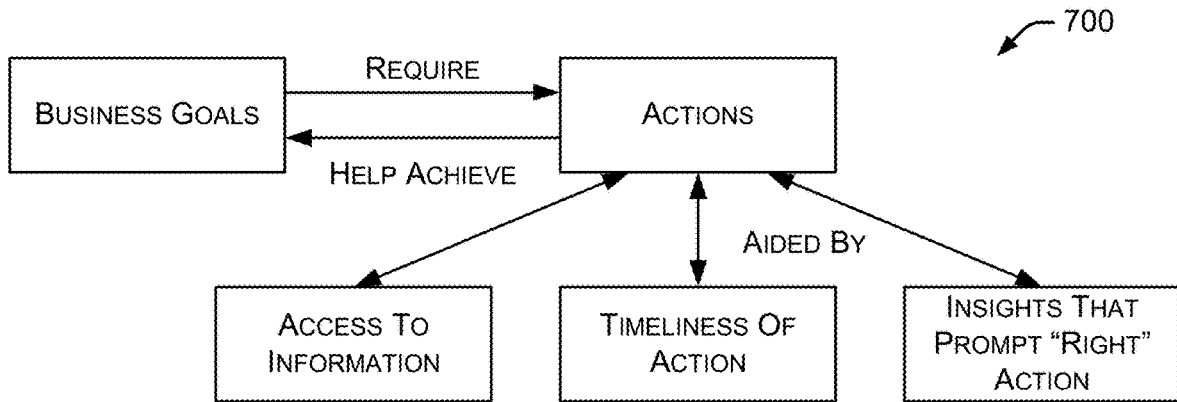 700
REQUIRE
BUSINESS GOALS
ACTIONS
HELP ACHIEVE
AIDED BY
ACCESS TO
INFORMATION
TIMELINESS OF
ACTION
INSIGHTS THAT
PROMPT “RIGHT”
ACTION